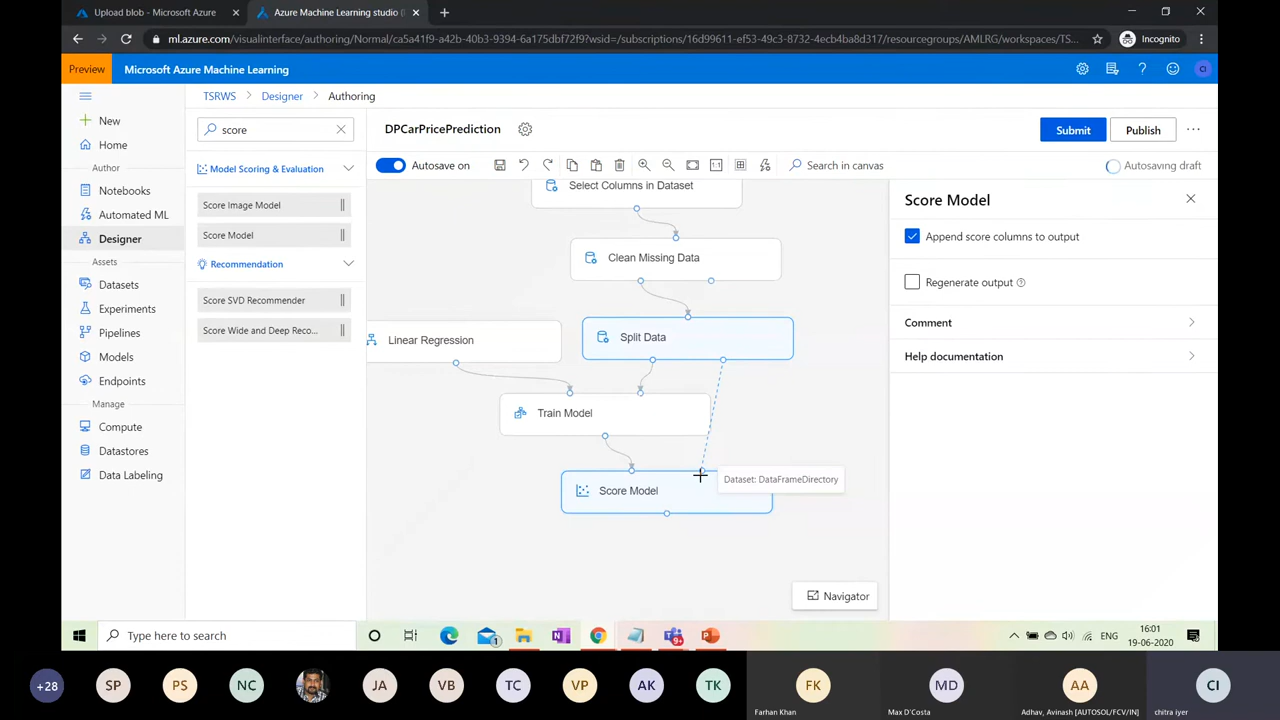 Upload blob - Microsoft Azure
Azure Machine Learning studio (
Incognito
ml.azure.com/visualinterface/authoring/Normal/ca5a41f9-a42b-40b3-9394-6a175dbf72f9?wsid=/subscriptions/16d99611-ef53-49c3-8732-4ecb4ba8d317/resourcegroups/AMLRG/workspaces/TS...
Preview
Microsoft Azure Machine Learning
CI
TSRWS > Designer > Authoring
New
Home
Author
Notebooks
Automated ML
Designer
Assets
Datasets
Experiments
Pipelines
Models
Endpoints
Manage
Compute
Datastores
Data Labeling
score
Model Scoring & Evaluation
Score Image Model
Score Model
Recommendation
Score SVD Recommender
Score Wide and Deep Reco...
DPCarPricePrediction
Submit
Publish
Autosave on
Search in canvas
Autosaving draft
Select Columns in Dataset
Clean Missing Data
Linear Regression
Split Data
Train Model
Score Model
Dataset: DataFrameDirectory
Navigator
Score Model
Append score columns to output
Regenerate output
Comment
Help documentation
Type here to search
1
9+
ENG
16:01
19-06-2020
+28
SP
PS
NC
JA
VB
TC
VP
AK
TK
FK
Farhan Khan
MD
Max D'Costa
AA
Adhav, Avinash [AUTOSOL/FCV/IN]
CI
chitra iyer